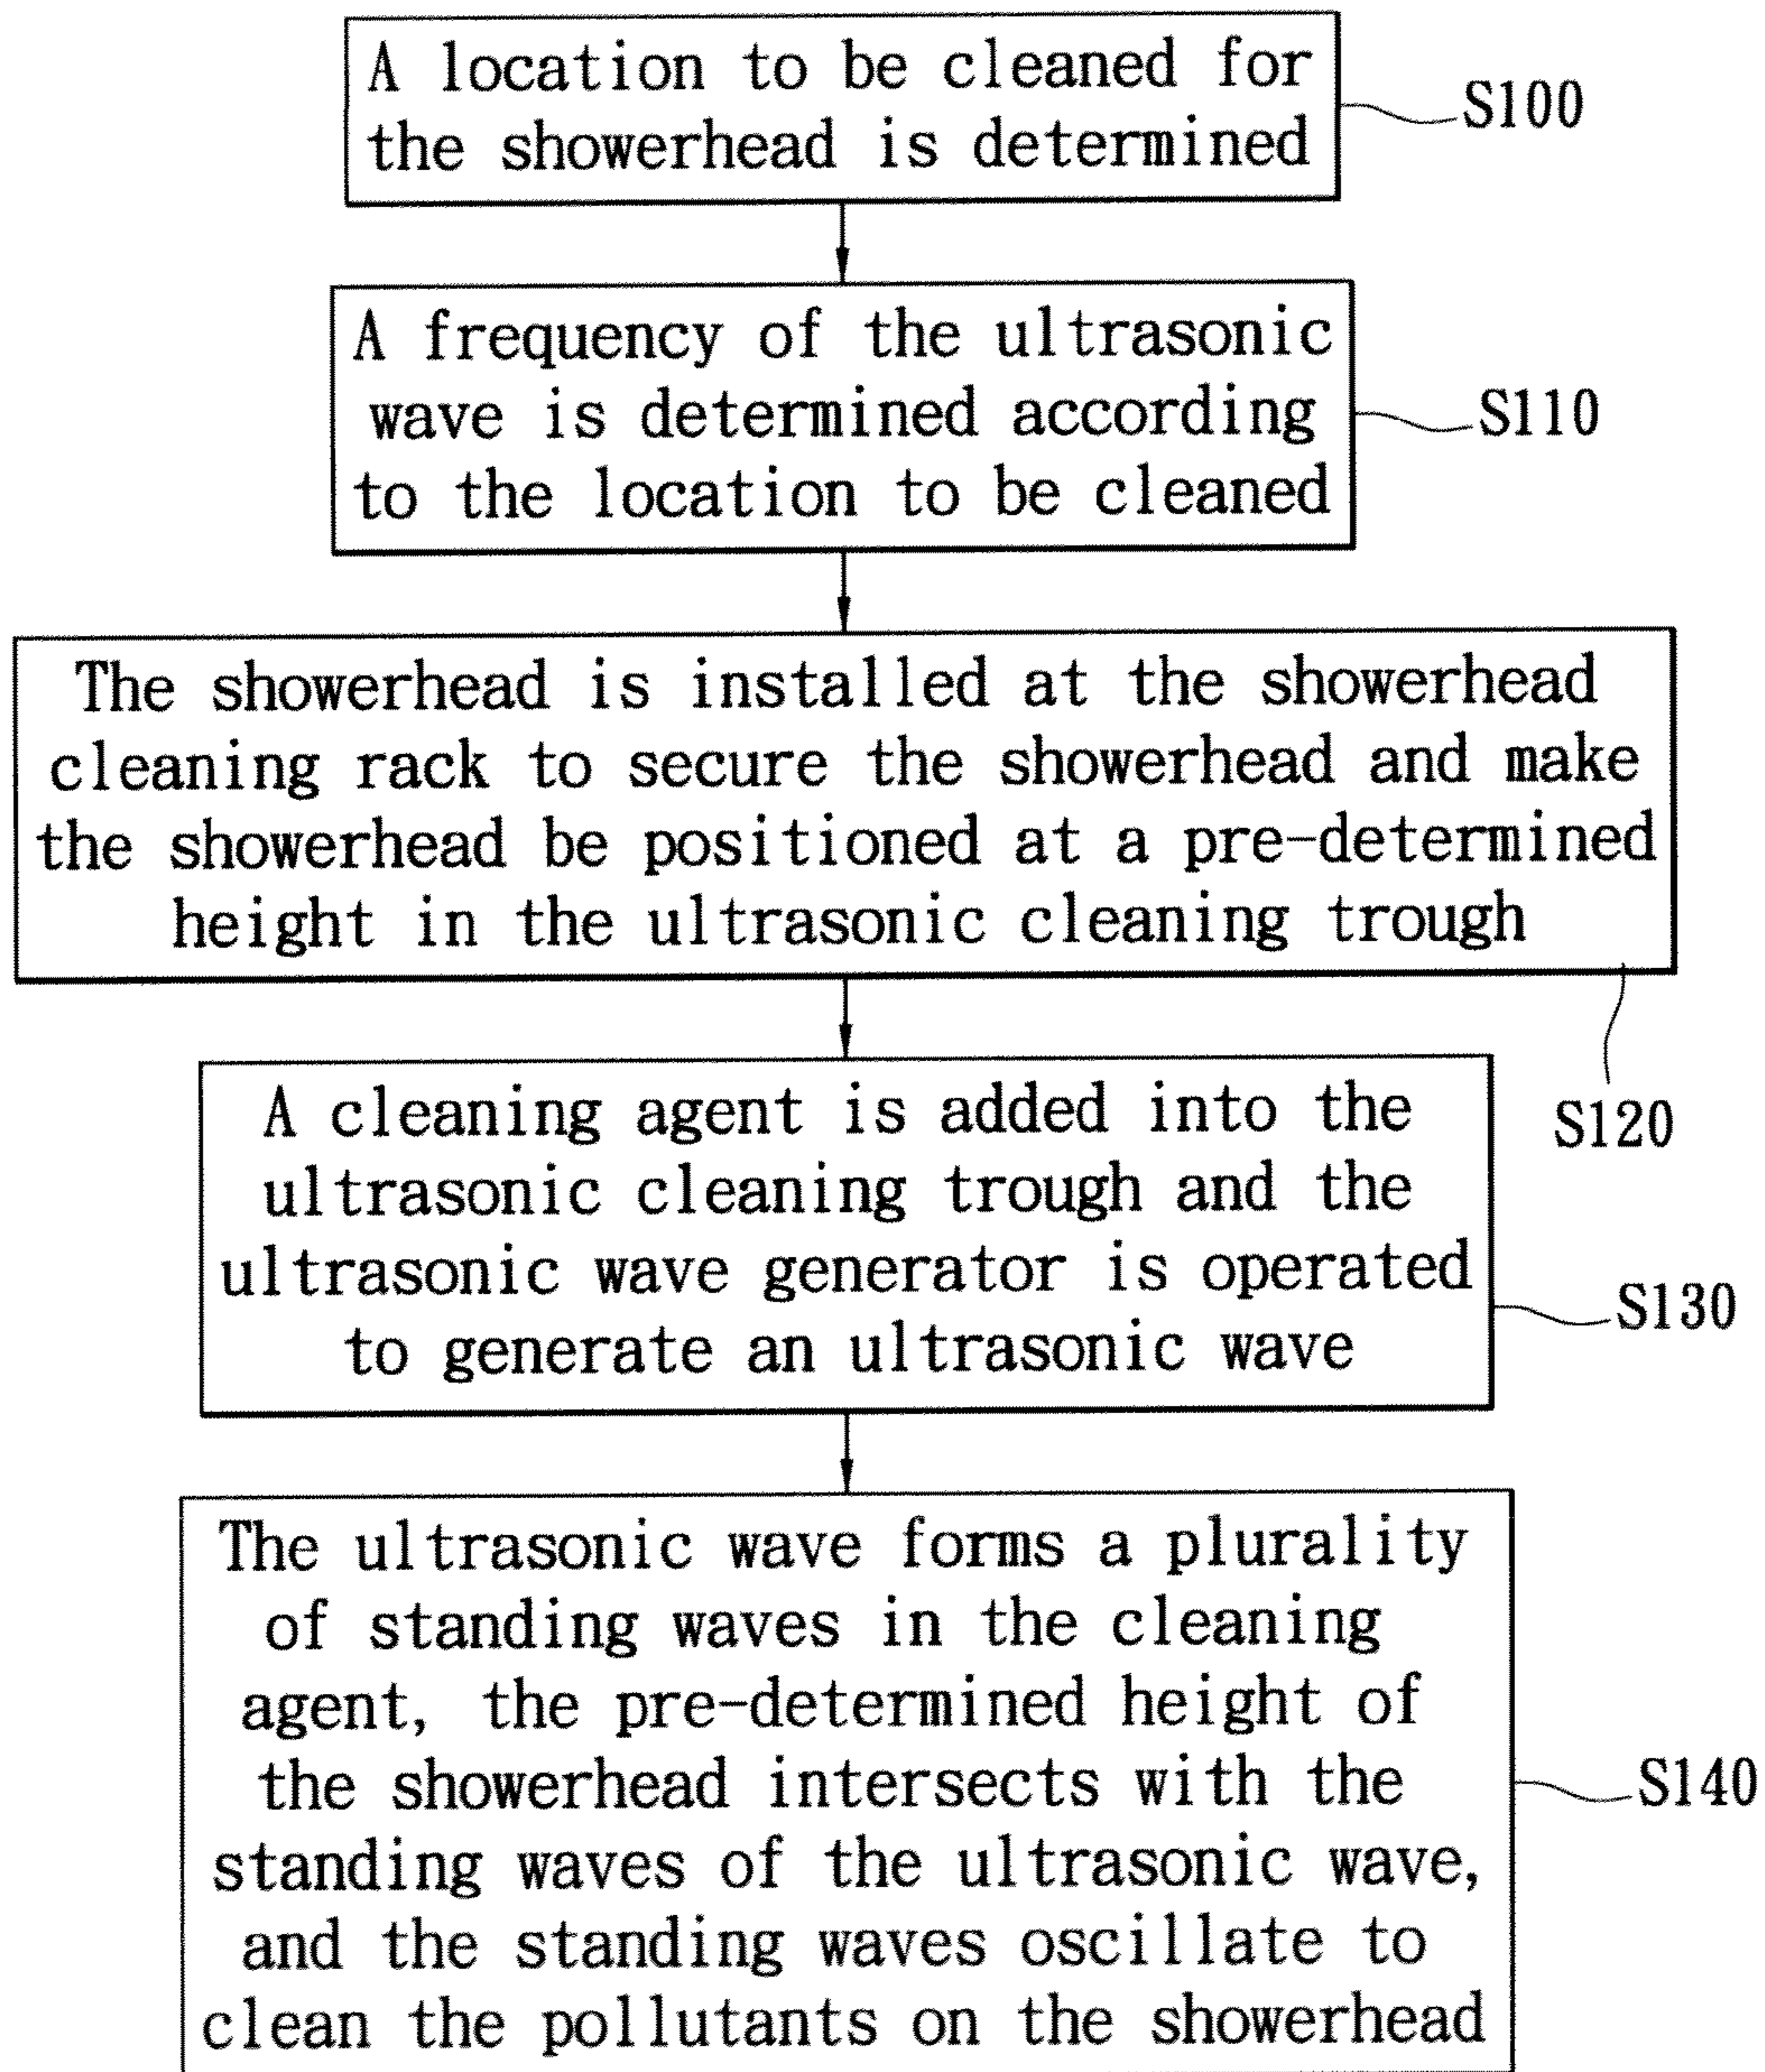 A location to be cleaned for
the showerhead is determined
S100
A frequency of the ultrasonic
wave is determined according
to the location to be cleaned
S110
The showerhead is installed at the showerhead
cleaning rack to secure the showerhead and make
the showerhead be positioned at a pre-determined
height in the ultrasonic cleaning trough
S120
A cleaning agent is added into the
ultrasonic cleaning trough and the
ultrasonic wave generator is operated
to generate an ultrasonic wave
S130
The ultrasonic wave forms a plurality
of standing waves in the cleaning
agent, the pre-determined height of
the showerhead intersects with the
standing waves of the ultrasonic wave,
and the standing waves oscillate to
clean the pollutants on the showerhead
S140